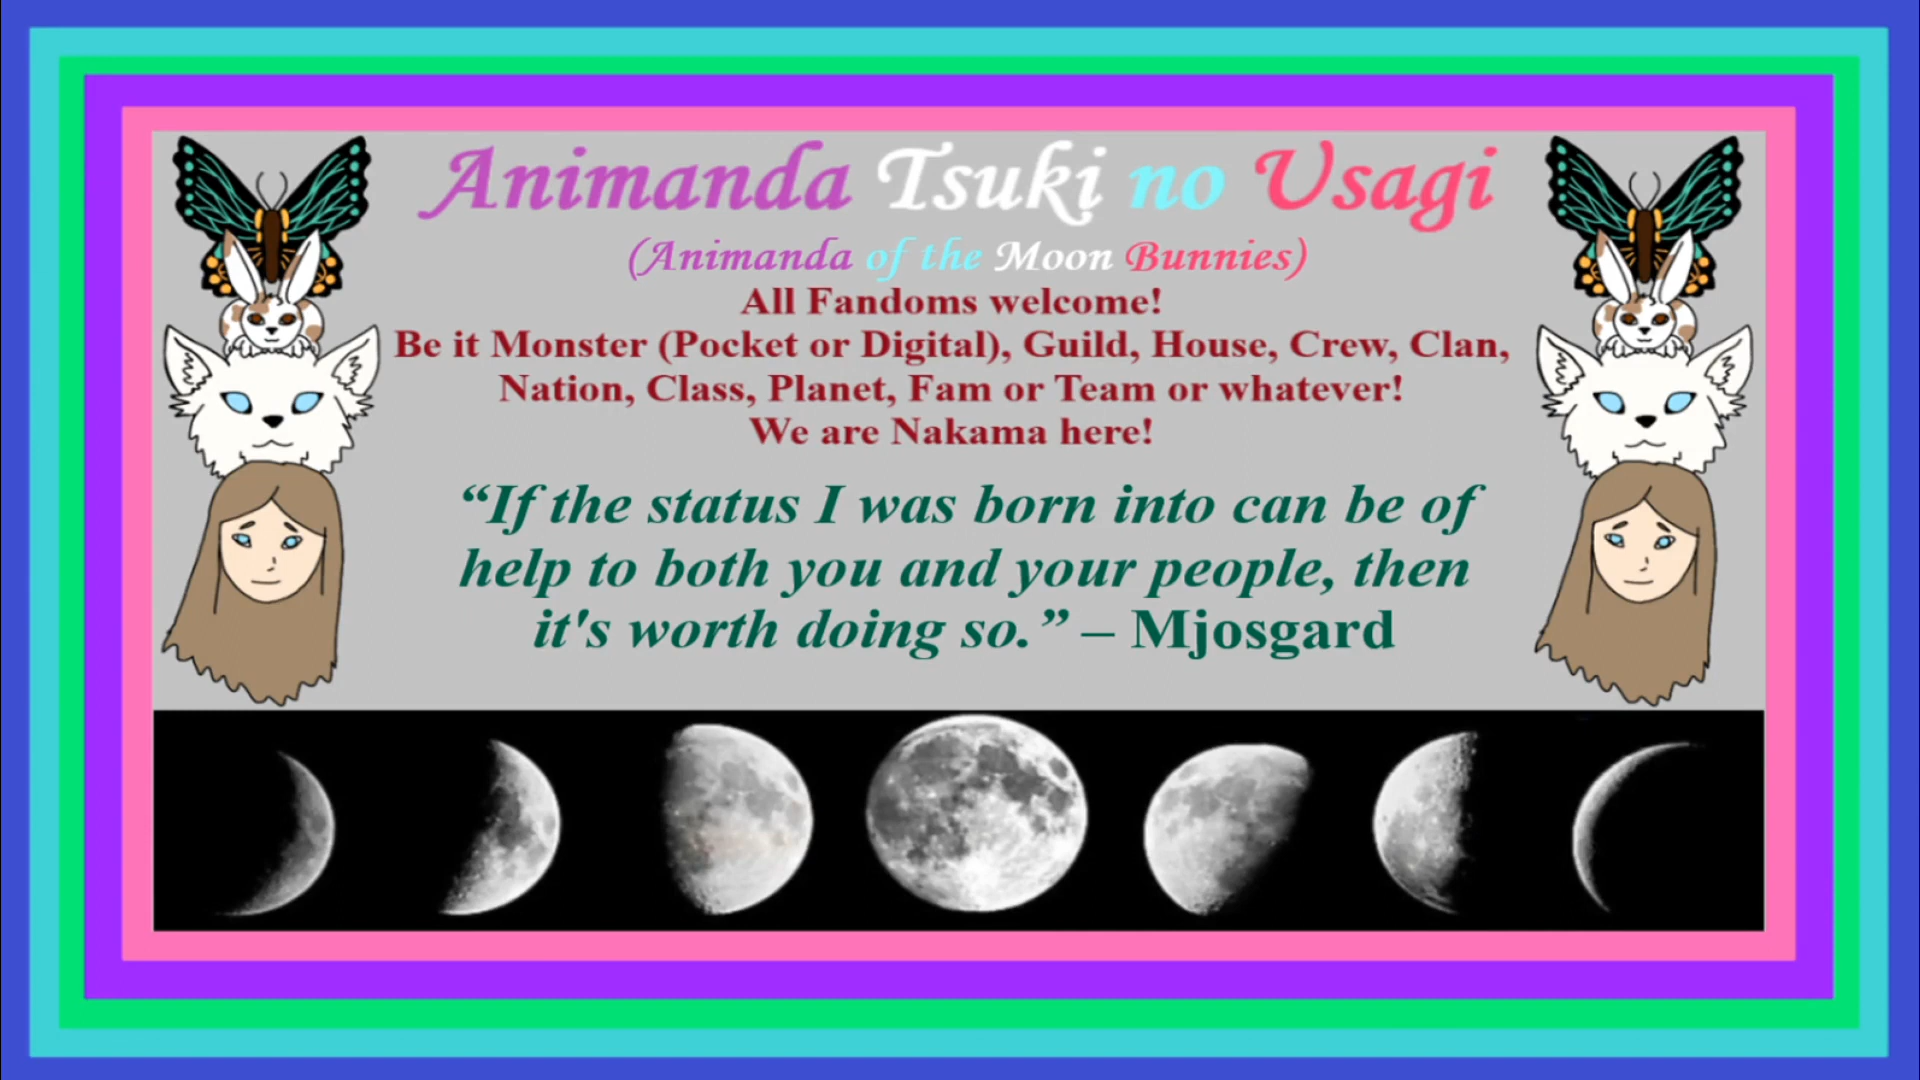 Animanda Tsuki no Usagi
(Animanda of the Moon Bunnies)
All Fandoms welcome!
Be it Monster (Pocket or Digital), Guild, House, Crew, Clan,
Nation, Class, Planet, Fam or Team or whatever!
We are Nakama here!
“If the status I was born into can be of
help to both you and your people, then
it's worth doing so.” – Mjosgard